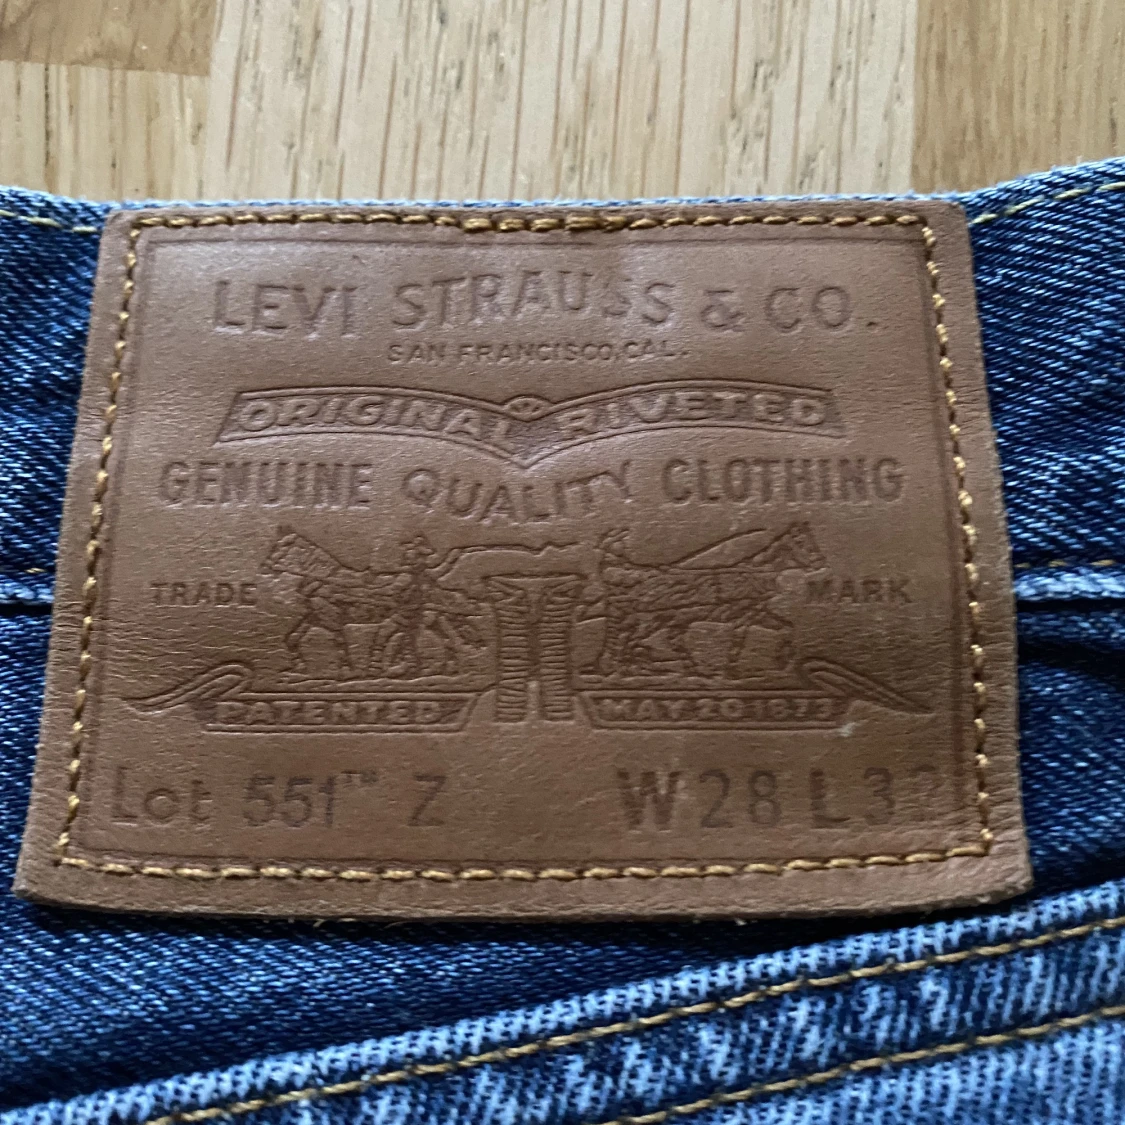 LEVI STRAUSS & CO.
SAN FRANCISCO, CAL.
ORIGINAL RIVETED
GENUINE QUALITY CLOTHING
TRADE MARK
PATENTED MAY 20 1873
Lot 551™ Z W28 L32